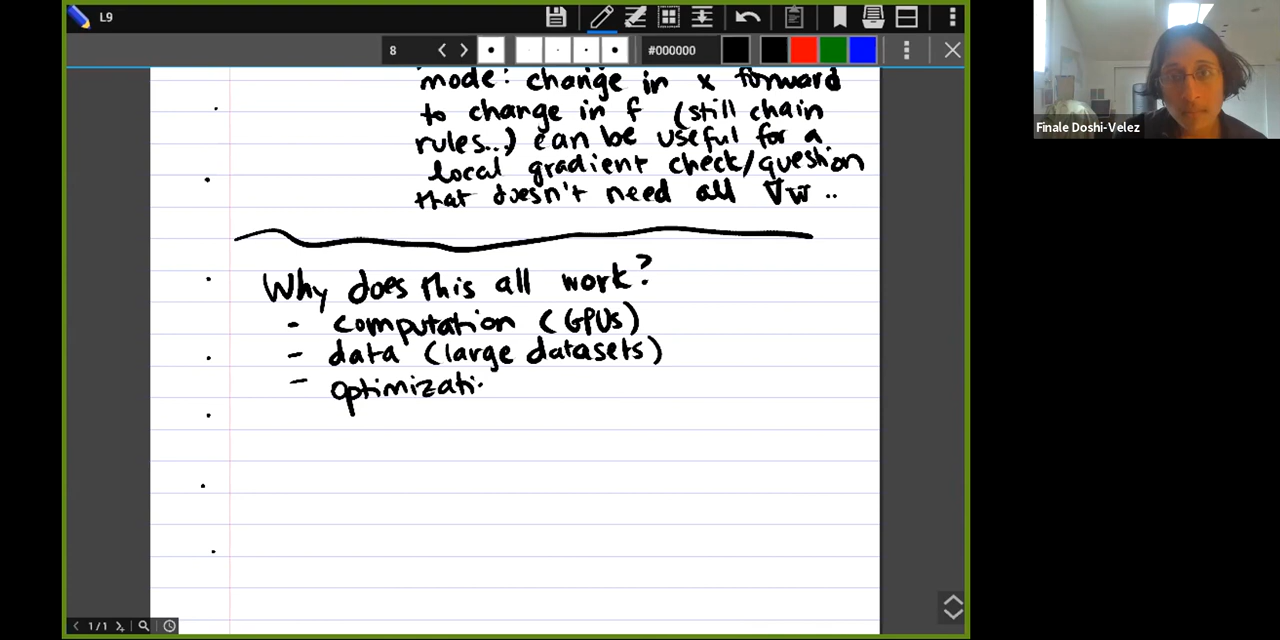 L9
8
#000000
Finale Doshi-Velez
mode: change in x forward
to change in f (still chain
rules...) can be useful for a
local gradient check/question
that doesn't need all ∇w ..
Why does this all work?
- computation (GPUs)
- data (large datasets)
- optimizati
1/1